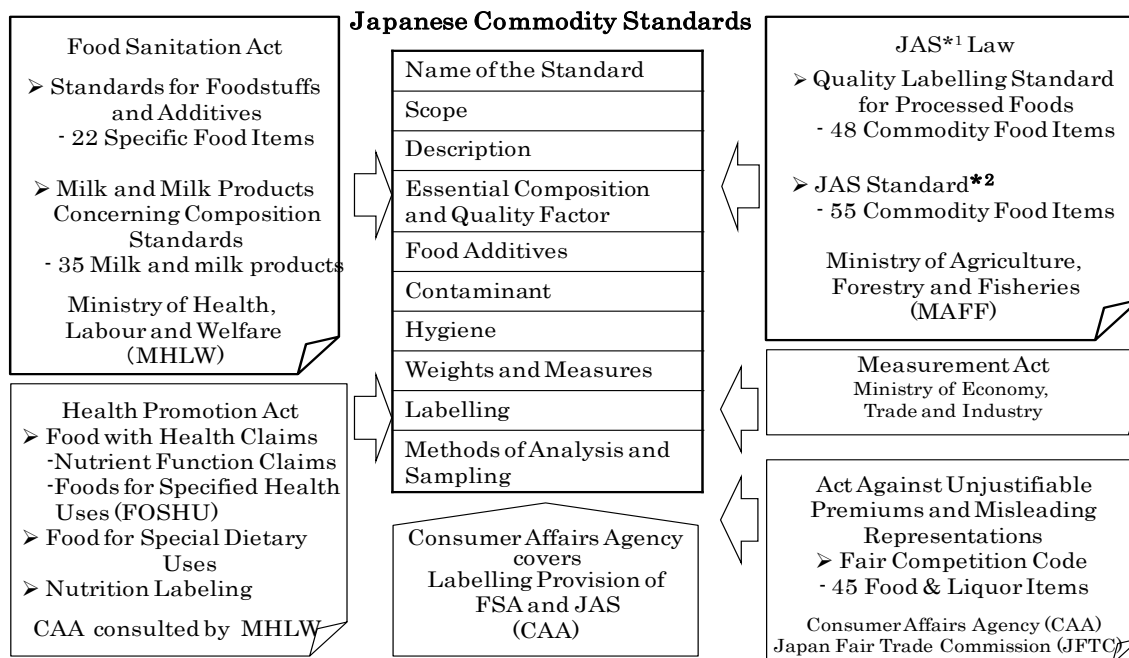 Japanese Commodity Standards
Food Sanitation Act
➢ Standards for Foodstuffs
and Additives
- 22 Specific Food Items
➢ Milk and Milk Products
Concerning Composition
Standards
- 35 Milk and milk products
Ministry of Health,
Labour and Welfare
(MHLW)
Health Promotion Act
➢ Food with Health Claims
-Nutrient Function Claims
-Foods for Specified Health
Uses (FOSHU)
➢ Food for Special Dietary
Uses
➢ Nutrition Labeling
CAA consulted by MHLW
Name of the Standard
Scope
Description
Essential Composition
and Quality Factor
Food Additives
Contaminant
Hygiene
Weights and Measures
Labelling
Methods of Analysis and
Sampling
Consumer Affairs Agency
covers
Labelling Provision of
FSA and JAS
(CAA)
JAS*1 Law
➢ Quality Labelling Standard
for Processed Foods
- 48 Commodity Food Items
➢ JAS Standard*2
- 55 Commodity Food Items
Ministry of Agriculture,
Forestry and Fisheries
(MAFF)
Measurement Act
Ministry of Economy,
Trade and Industry
Act Against Unjustifiable
Premiums and Misleading
Representations
➢ Fair Competition Code
- 45 Food & Liquor Items
Consumer Affairs Agency (CAA)
Japan Fair Trade Commission (JFTC)